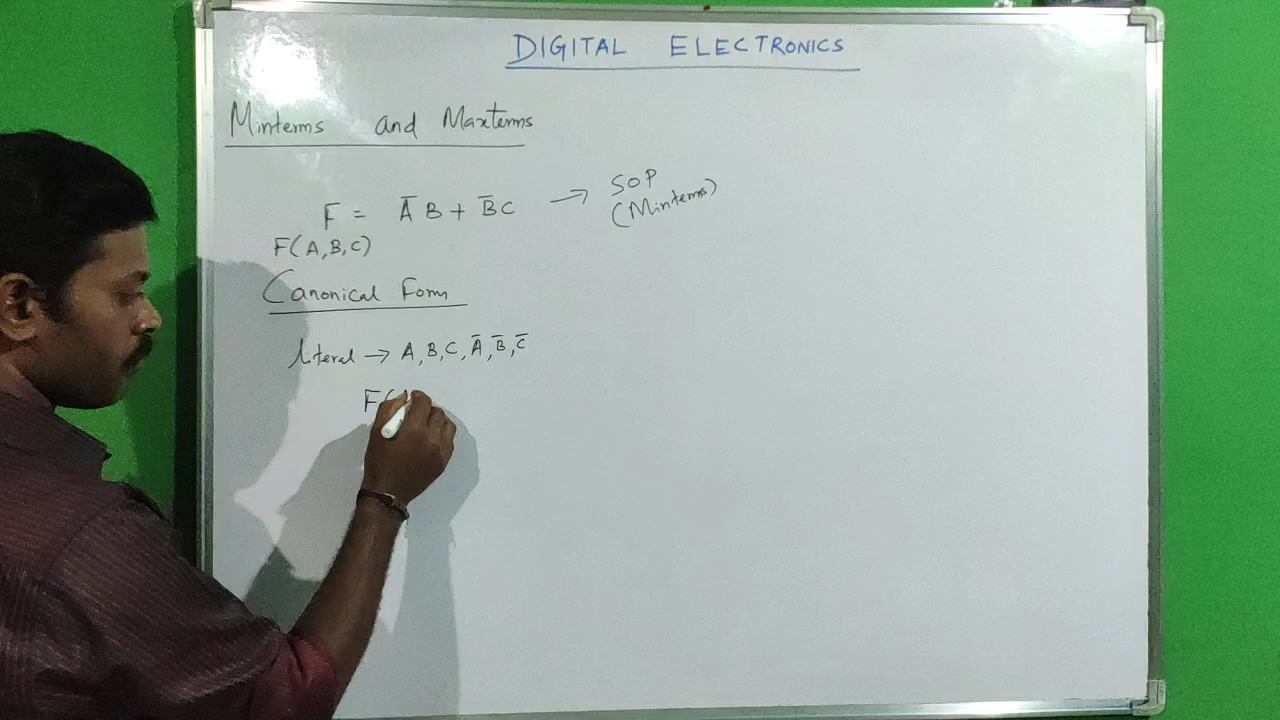 DIGITAL ELECTRONICS
Minterms and Maxterms
F = A̅ B + B̅ C → SOP
(Minterms)
F(A,B,C)
Canonical Form
literal → A, B, C, A̅, B̅, C̅
F(